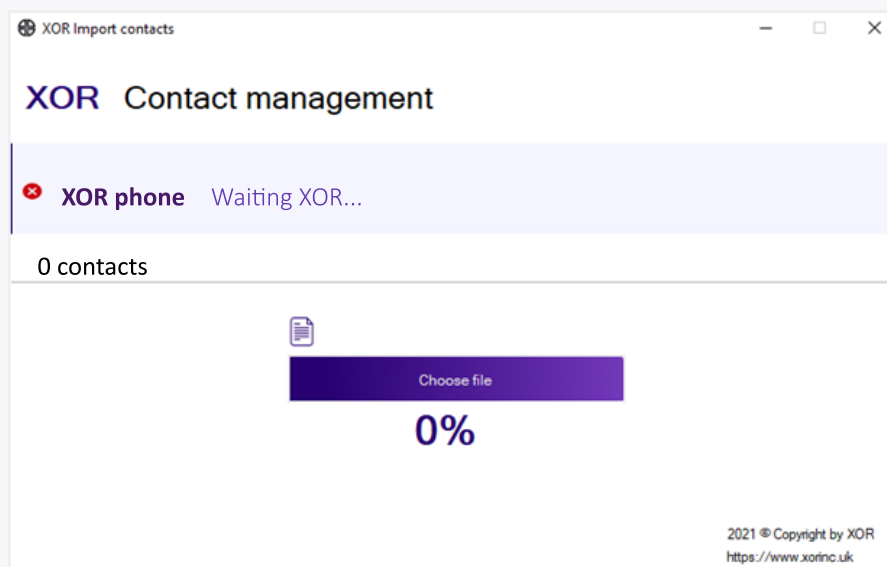 XOR Import contacts
XOR Contact management
XOR phone Waiting XOR...
0 contacts
Choose file
0%
2021 © Copyright by XOR
https://www.xorinc.uk